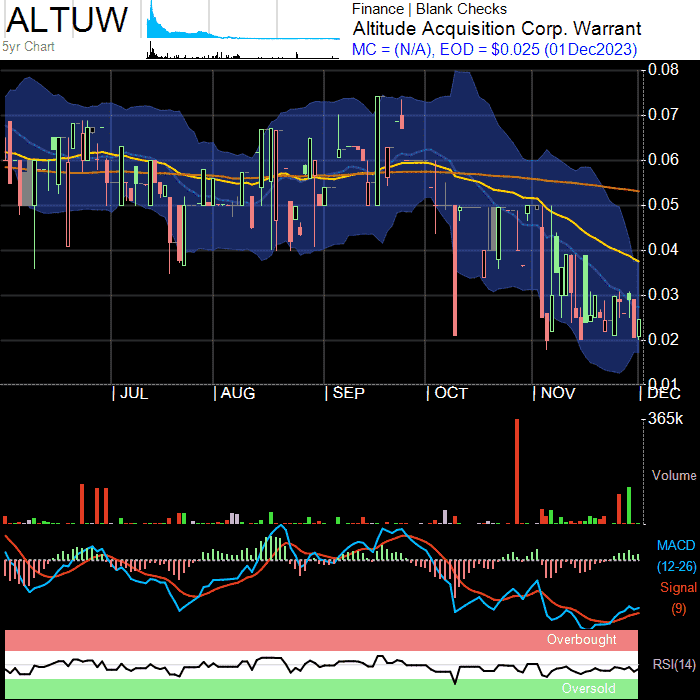 ALTUW
5yr Chart
Finance | Blank Checks
Altitude Acquisition Corp. Warrant
MC = (N/A), EOD = $0.025 (01Dec2023)
0.08
0.07
0.06
0.05
0.04
0.03
0.02
0.01
| JUL
| AUG
| SEP
| OCT
| NOV
| DEC
365k
Volume
MACD
(12-26)
Signal
(9)
Overbought
RSI(14)
Oversold